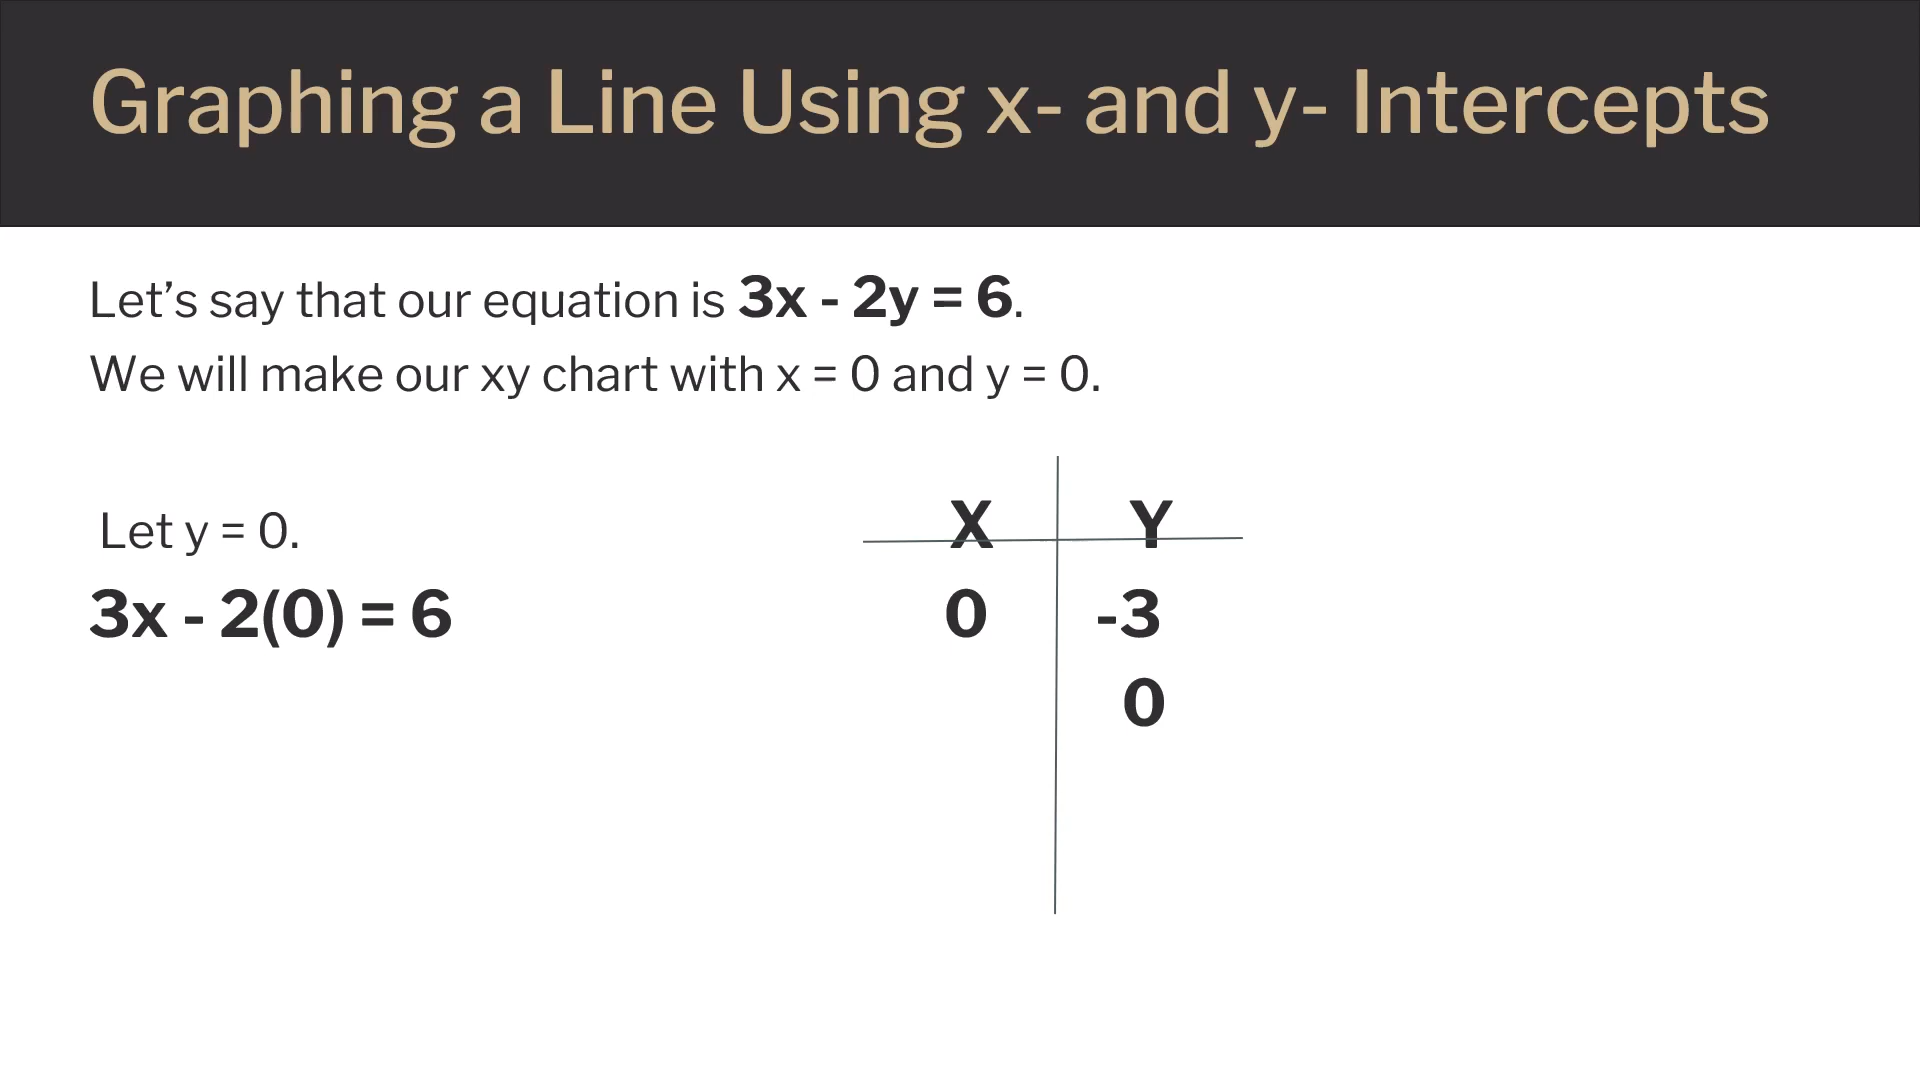 Graphing a Line Using x- and y- Intercepts
Let’s say that our equation is 3x - 2y = 6.
We will make our xy chart with x = 0 and y = 0.
Let y = 0.
3x - 2(0) = 6
X Y
0 -3
0